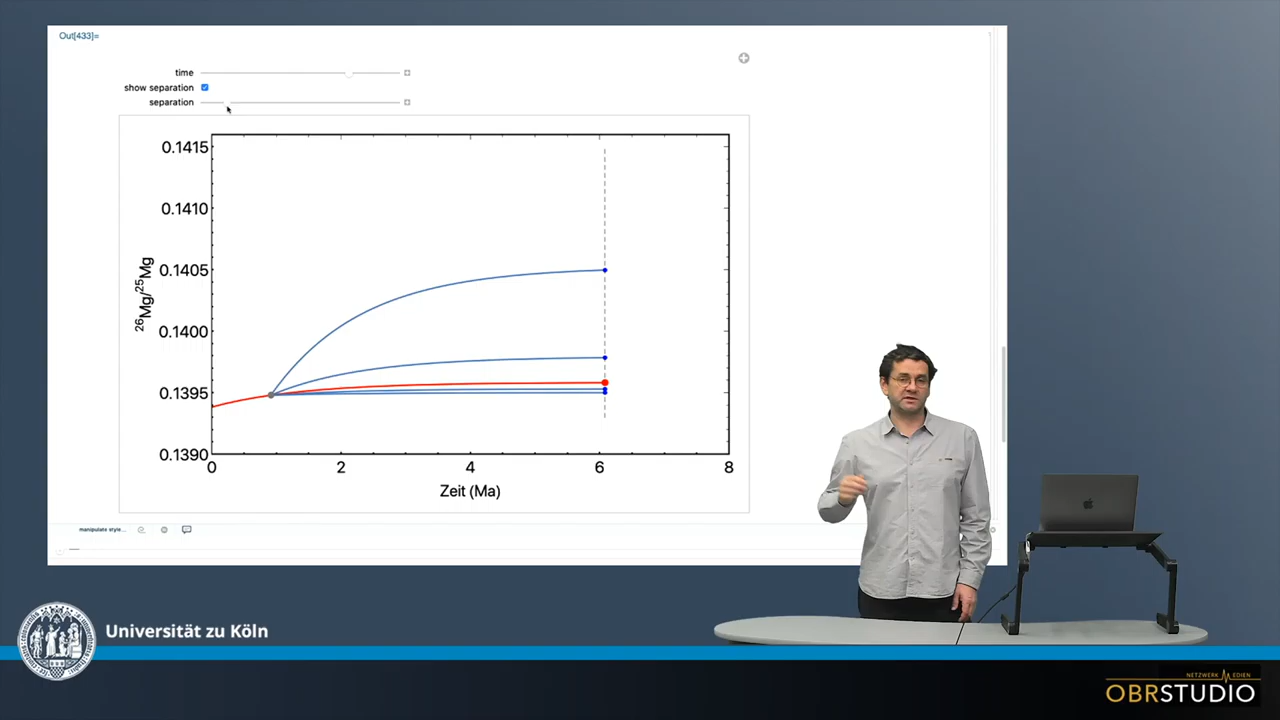 Out[433]=
time
show separation
separation
0.1415
0.1410
0.1405
0.1400
0.1395
0.1390
²⁶Mg/²⁵Mg
0 2 4 6 8
Zeit (Ma)
manipulate style...
Universität zu Köln
NETZWERK MEDIEN
OBRSTUDIO